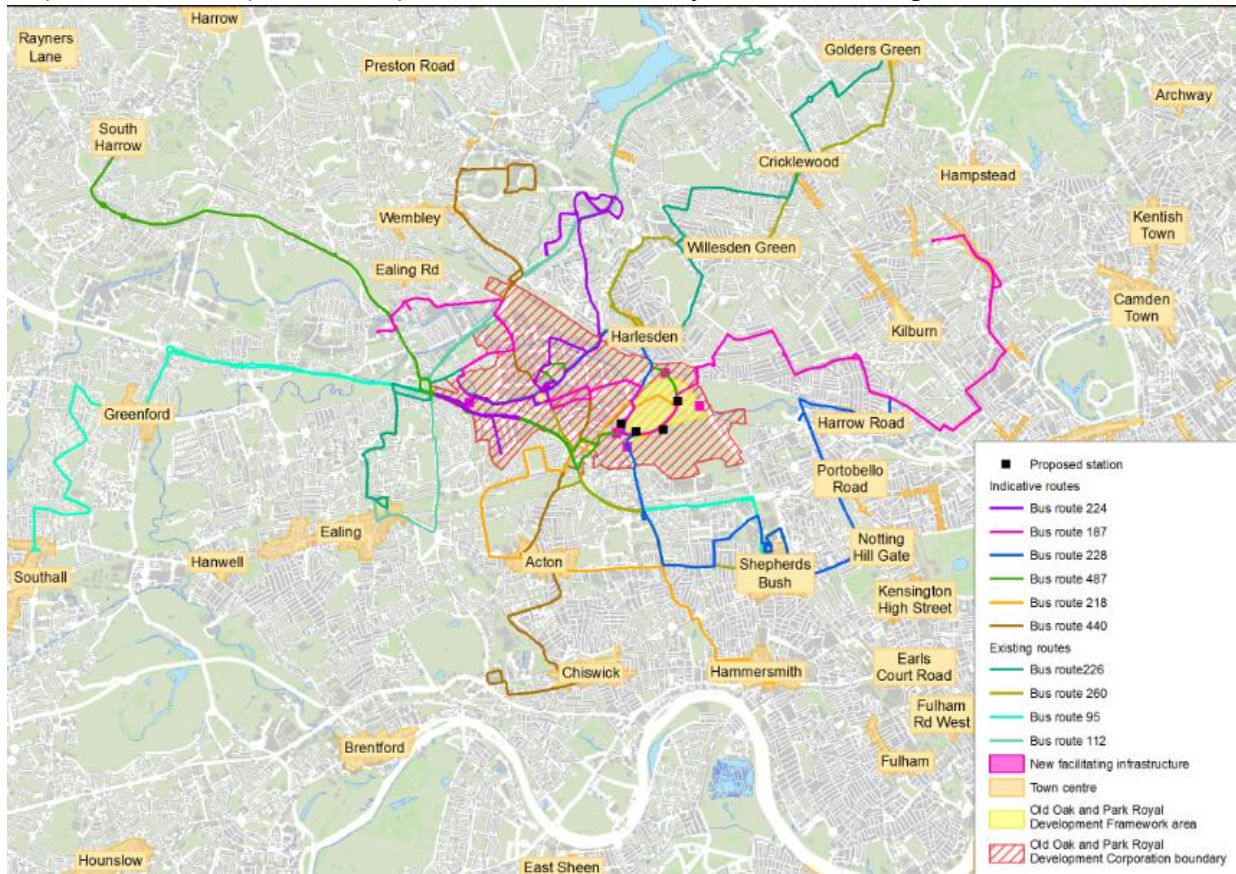 Harrow
Rayners
Lane
Golders Green
Preston Road
Archway
South
Harrow
Cricklewood
Hampstead
Wembley
Kentish
Town
Willesden Green
Ealing Rd
Camden
Town
Kilburn
Harlesden
Greenford
Harrow Road
Portobello
Road
Ealing
Notting
Hill Gate
Hanwell
Acton
Shepherds
Bush
Southall
Kensington
High Street
Chiswick
Hammersmith
Earls
Court Road
Fulham
Rd West
Brentford
Fulham
Hounslow
East Sheen
Proposed station
Indicative routes
Bus route 224
Bus route 187
Bus route 228
Bus route 487
Bus route 218
Bus route 440
Existing routes
Bus route226
Bus route 260
Bus route 95
Bus route 112
New facilitating infrastructure
Town centre
Old Oak and Park Royal
Development Framework area
Old Oak and Park Royal
Development Corporation boundary